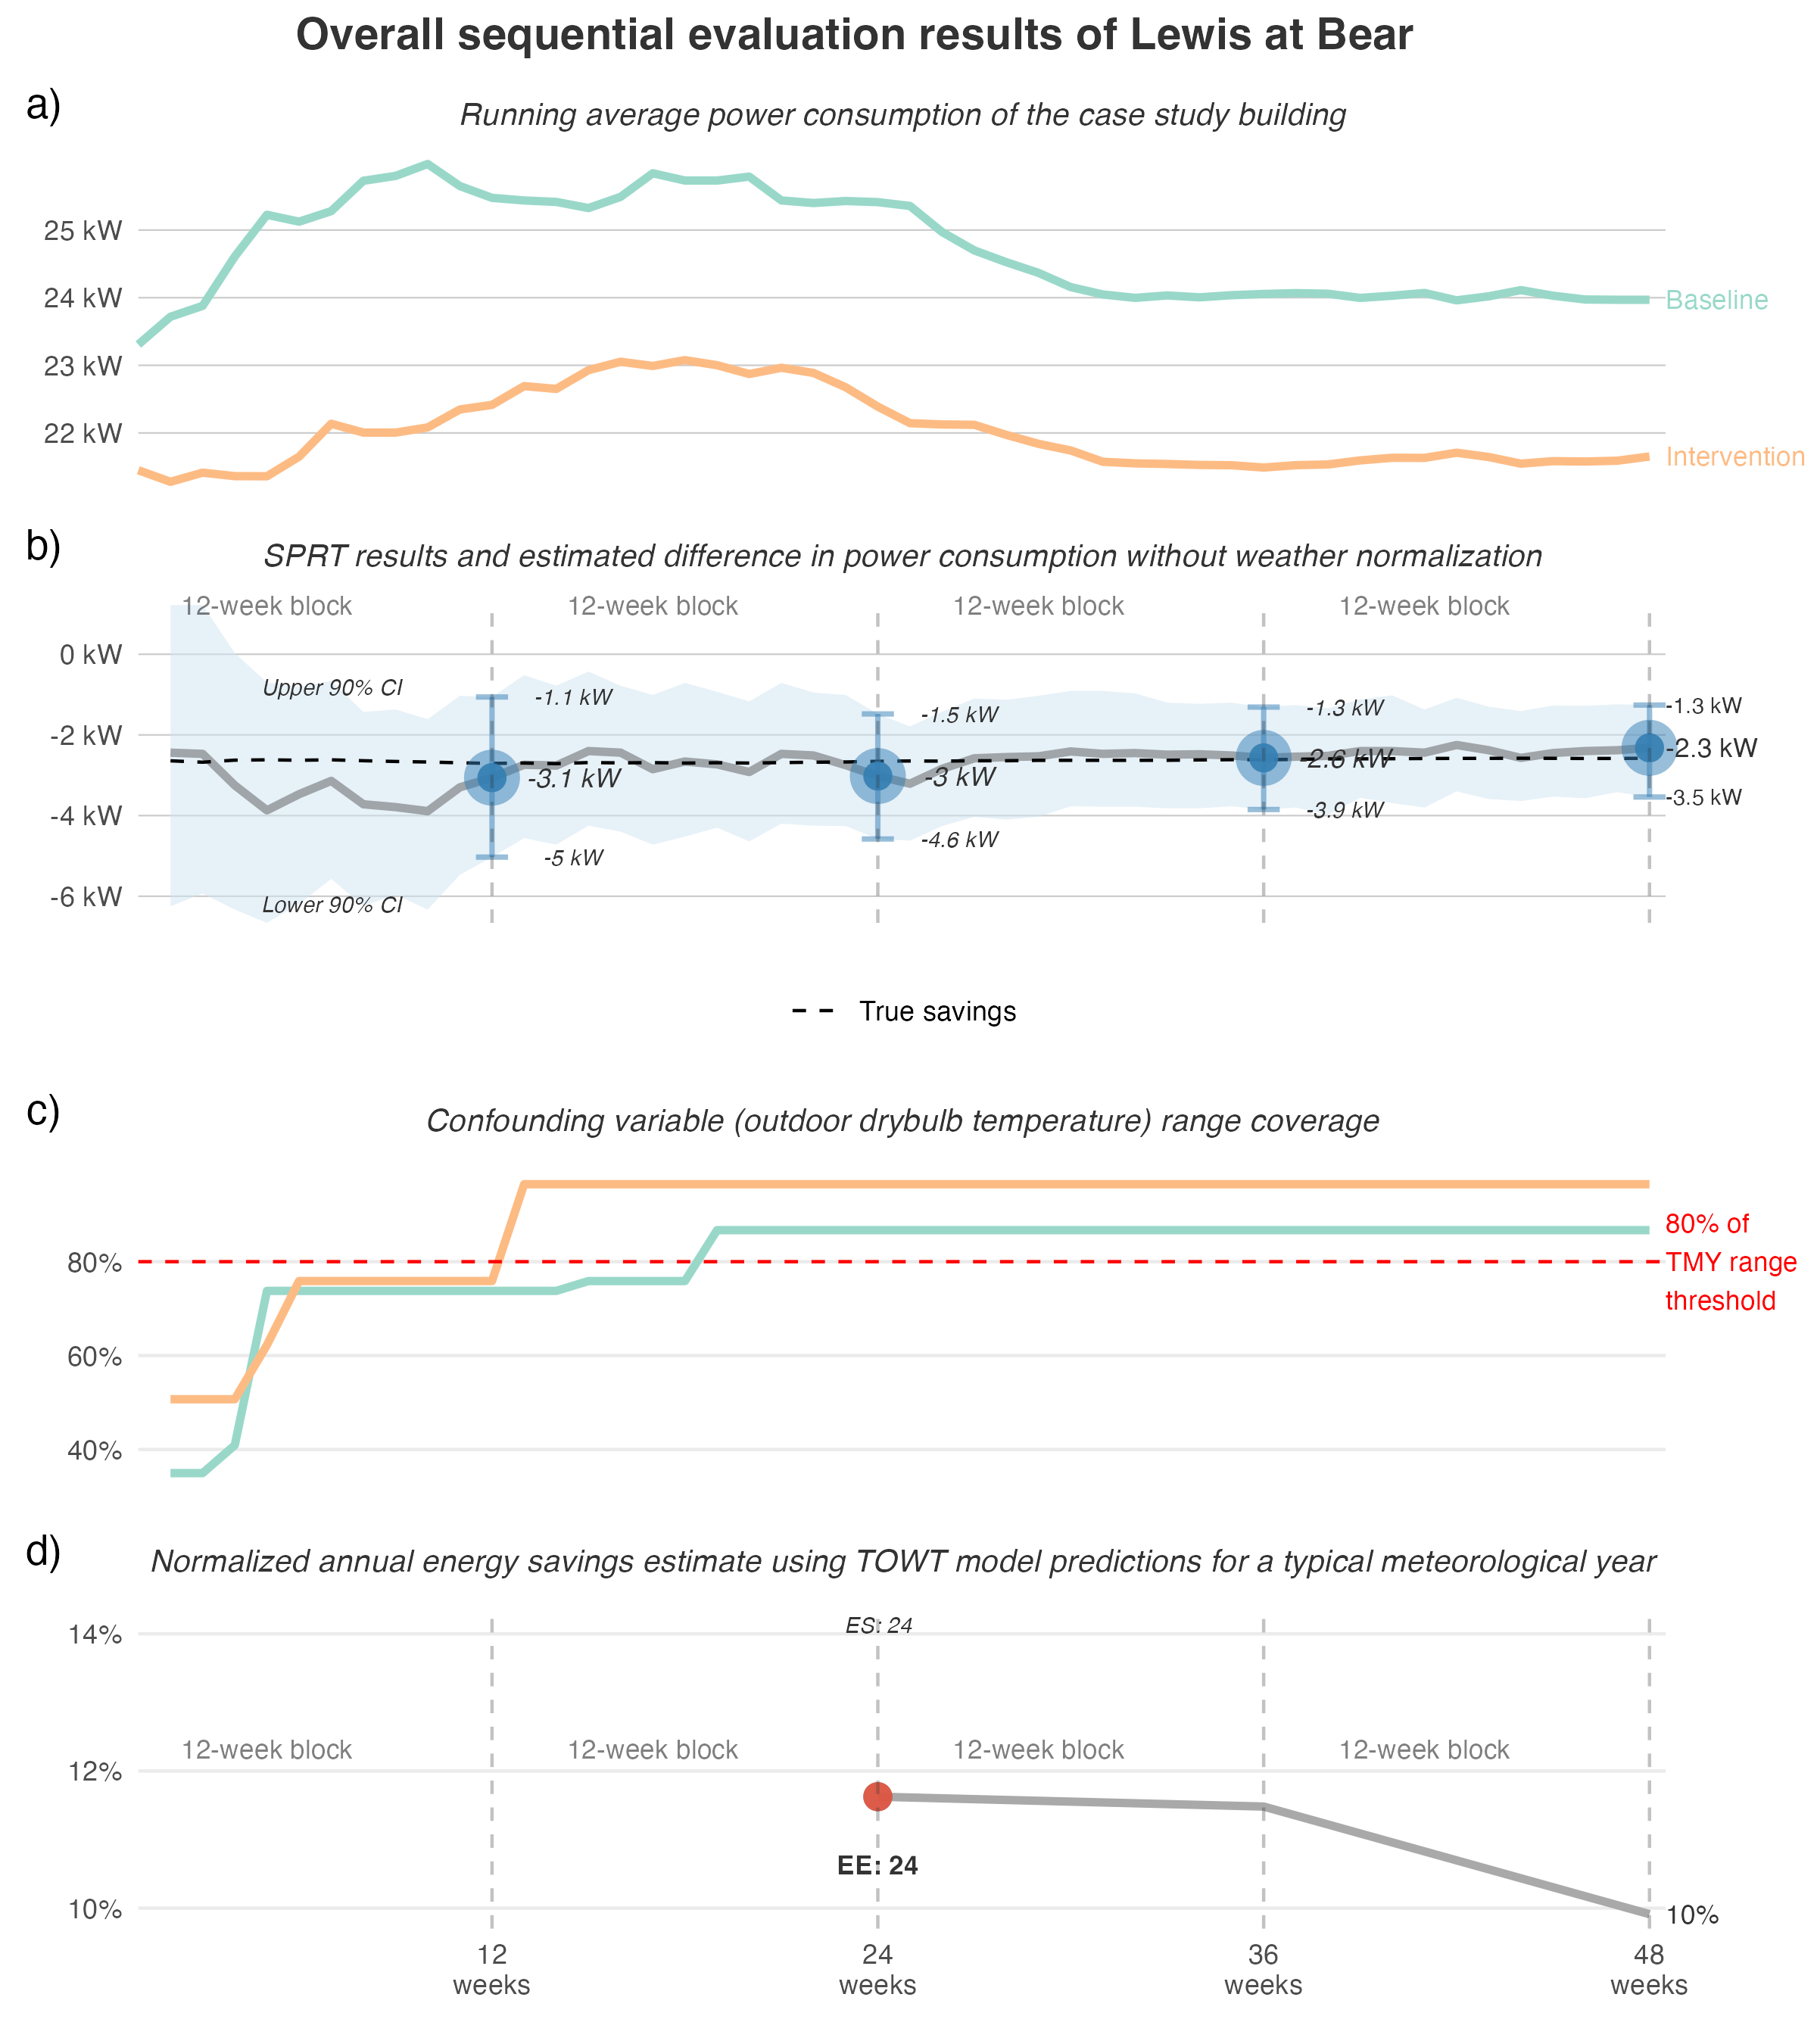 Overall sequential evaluation results of Lewis at Bear
a)
Running average power consumption of the case study building
25 kW
24 kW
23 kW
22 kW
Baseline
Intervention
b)
SPRT results and estimated difference in power consumption without weather normalization
12-week block
12-week block
12-week block
12-week block
0 kW
-2 kW
-4 kW
-6 kW
Upper 90% CI
Lower 90% CI
-1.1 kW
-3.1 kW
-5 kW
-1.5 kW
-3 kW
-4.6 kW
-1.3 kW
-2.6 kW
-3.9 kW
-1.3 kW
-2.3 kW
-3.5 kW
True savings
c)
Confounding variable (outdoor drybulb temperature) range coverage
80%
60%
40%
80% of
TMY range
threshold
d)
Normalized annual energy savings estimate using TOWT model predictions for a typical meteorological year
14%
12%
10%
ES: 24
12-week block
12-week block
12-week block
12-week block
EE: 24
10%
12
weeks
24
weeks
36
weeks
48
weeks